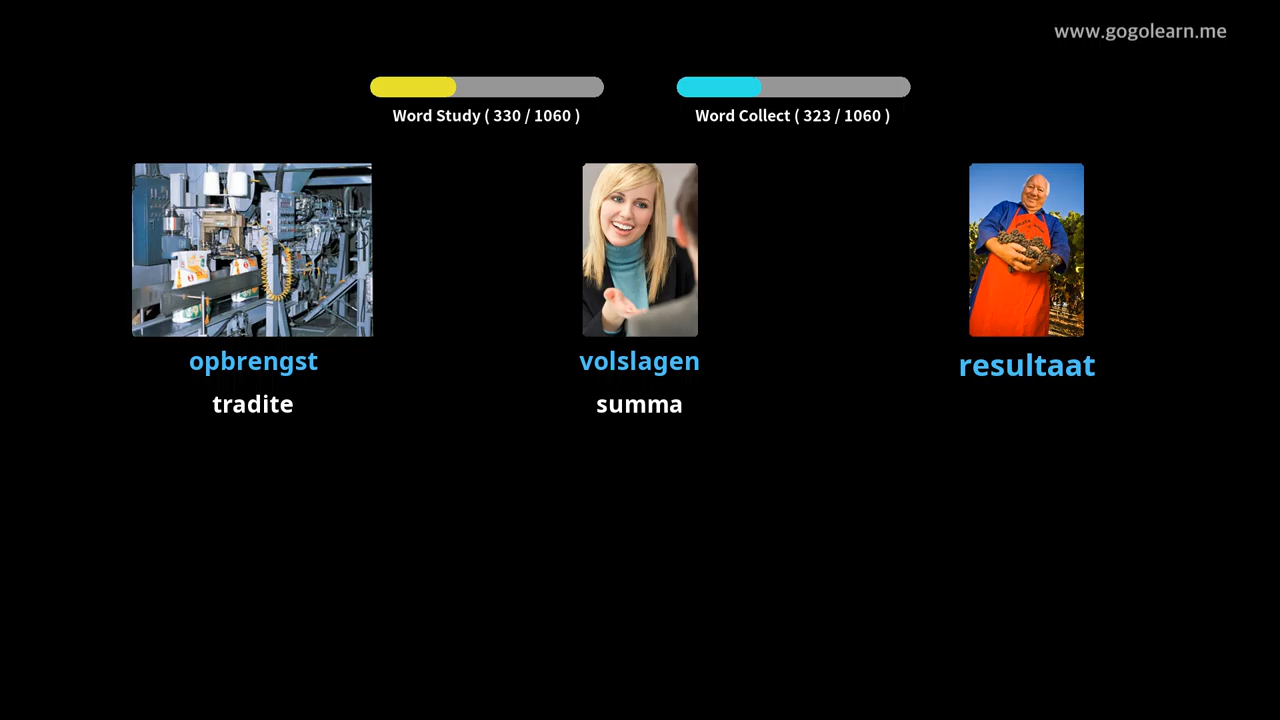 www.gogolearn.me
Word Study ( 330 / 1060 )
Word Collect ( 323 / 1060 )
opbrengst
volslagen
resultaat
tradite
summa